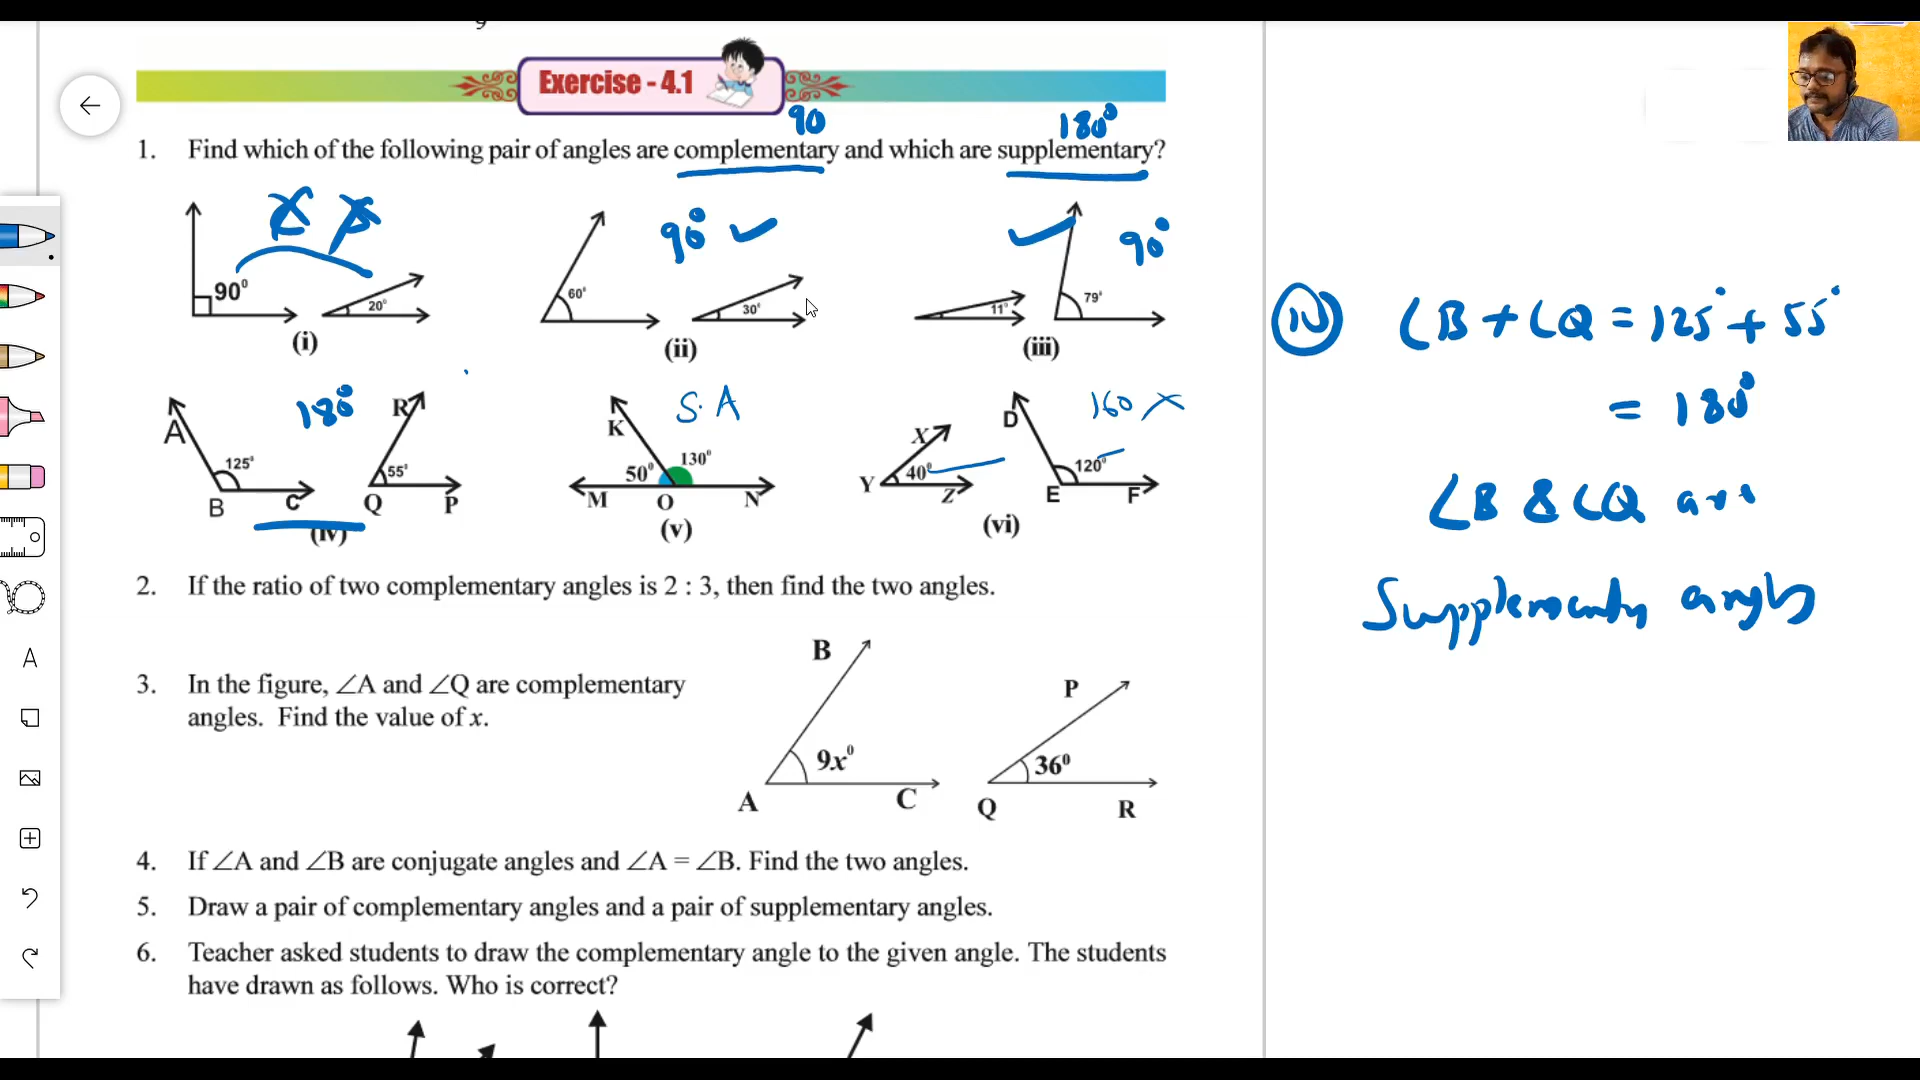 Exercise - 4.1
90
180°
1. Find which of the following pair of angles are complementary and which are supplementary?
90°
20°
(i)
60°
30°
90°
(ii)
11°
79°
90°
(iii)
A
125°
B
C
180°
R
55°
Q
P
(iv)
K
S.A
50°
130°
M
O
N
(v)
X
Y
40°
Z
D
160 ×
120°
E
F
(vi)
2. If the ratio of two complementary angles is 2 : 3, then find the two angles.
3. In the figure, ∠A and ∠Q are complementary
angles. Find the value of x.
B
9x⁰
A
C
P
36⁰
Q
R
4. If ∠A and ∠B are conjugate angles and ∠A = ∠B. Find the two angles.
5. Draw a pair of complementary angles and a pair of supplementary angles.
6. Teacher asked students to draw the complementary angle to the given angle. The students
have drawn as follows. Who is correct?
(iv) ∠B + ∠Q = 125° + 55°
= 180°
∠B & ∠Q are
A